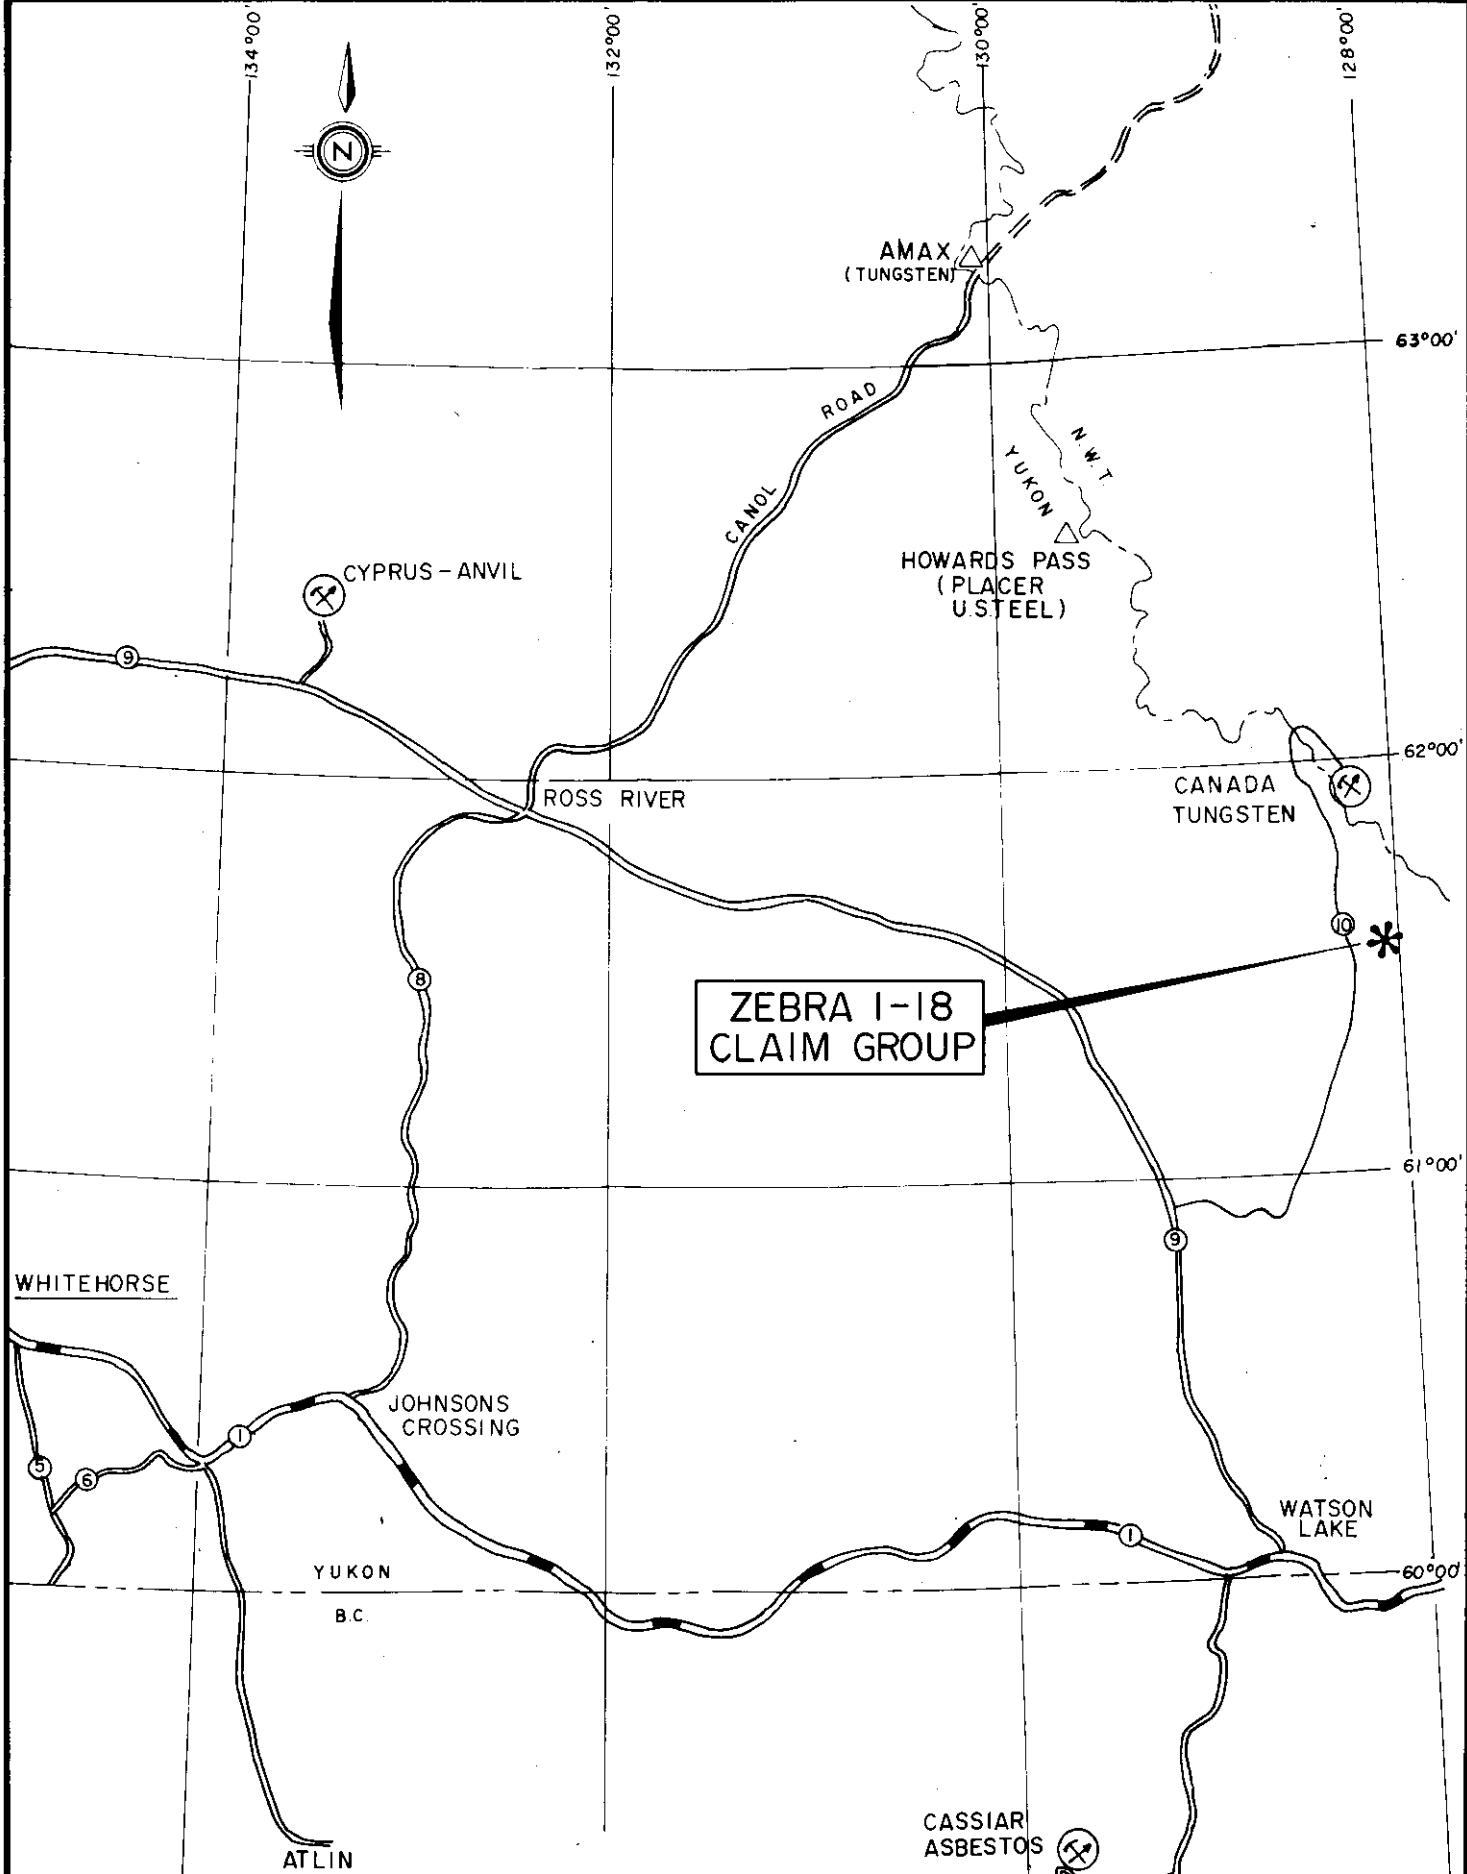 134°00'
132°00'
130°00'
128°00'
N
AMAX
(TUNGSTEN)
63°00'
CANOL ROAD
N.W.T.
YUKON
HOWARDS PASS
(PLACER
U.S.TEEL)
CYPRUS-ANVIL
9
62°00'
CANADA
TUNGSTEN
ROSS RIVER
10
8
ZEBRA 1-18
CLAIM GROUP
61°00'
9
WHITEHORSE
JOHNSONS
CROSSING
1
5
6
WATSON
LAKE
1
60°00'
YUKON
B.C.
CASSIAR
ASBESTOS
ATLIN